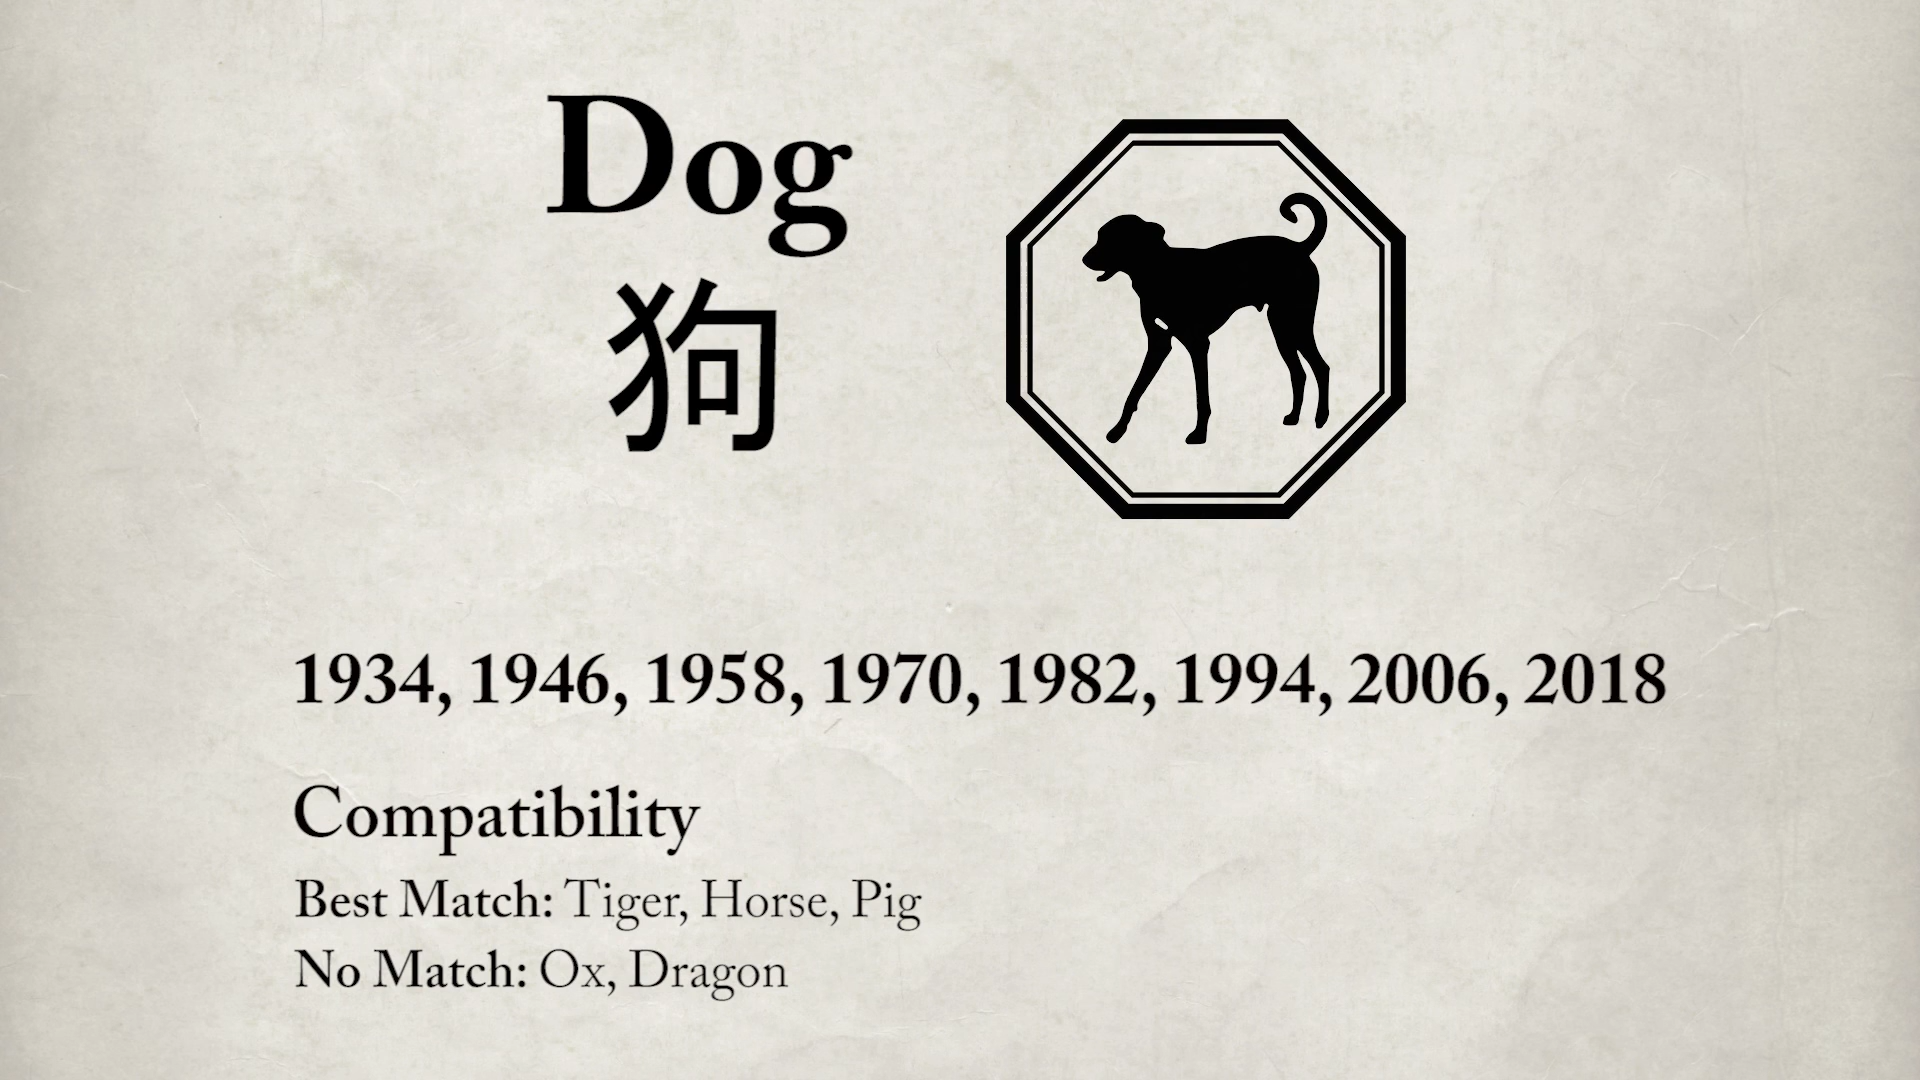 Dog
狗
1934, 1946, 1958, 1970, 1982, 1994, 2006, 2018
Compatibility
Best Match: Tiger, Horse, Pig
No Match: Ox, Dragon